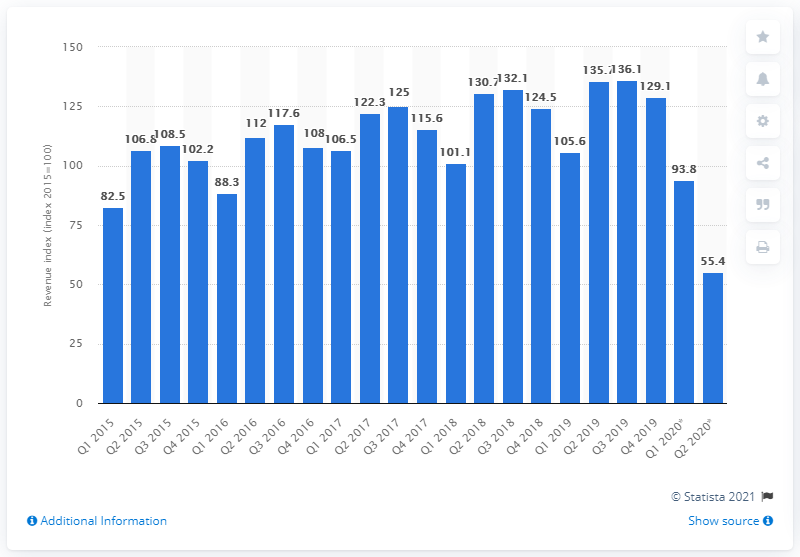 150
125
100
75
50
25
0
Revenue index (index 2015=100)
82.5
106.8
108.5
102.2
88.3
112
117.6
108
106.5
122.3
125
115.6
101.1
130.7
132.1
124.5
105.6
135.7
136.1
129.1
93.8
55.4
Q1 2015
Q2 2015
Q3 2015
Q4 2015
Q1 2016
Q2 2016
Q3 2016
Q4 2016
Q1 2017
Q2 2017
Q3 2017
Q4 2017
Q1 2018
Q2 2018
Q3 2018
Q4 2018
Q1 2019
Q2 2019
Q3 2019
Q4 2019
Q1 2020*
Q2 2020*
© Statista 2021
Additional Information
Show source